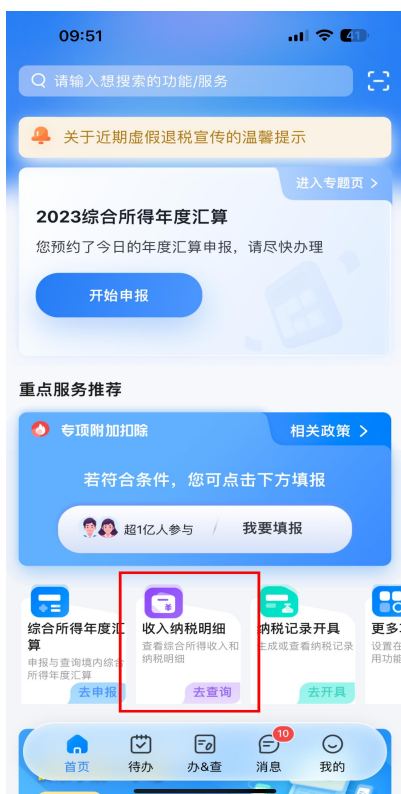 09:51
41
请输入想搜索的功能/服务
关于近期虚假退税宣传的温馨提示
进入专题页 >
2023综合所得年度汇算
您预约了今日的年度汇算申报，请尽快办理
开始申报
重点服务推荐
专项附加扣除
相关政策 >
若符合条件，您可点击下方填报
超1亿人参与 / 我要填报
综合所得年度汇
算
申报与查询境内综合
所得年度汇算
去申报
收入纳税明细
查看综合所得收入和
纳税明细
去查询
纳税记录开具
生成或查看纳税记录
去开具
更多
设置在
用功能
首页
待办
办&查
10
消息
我的